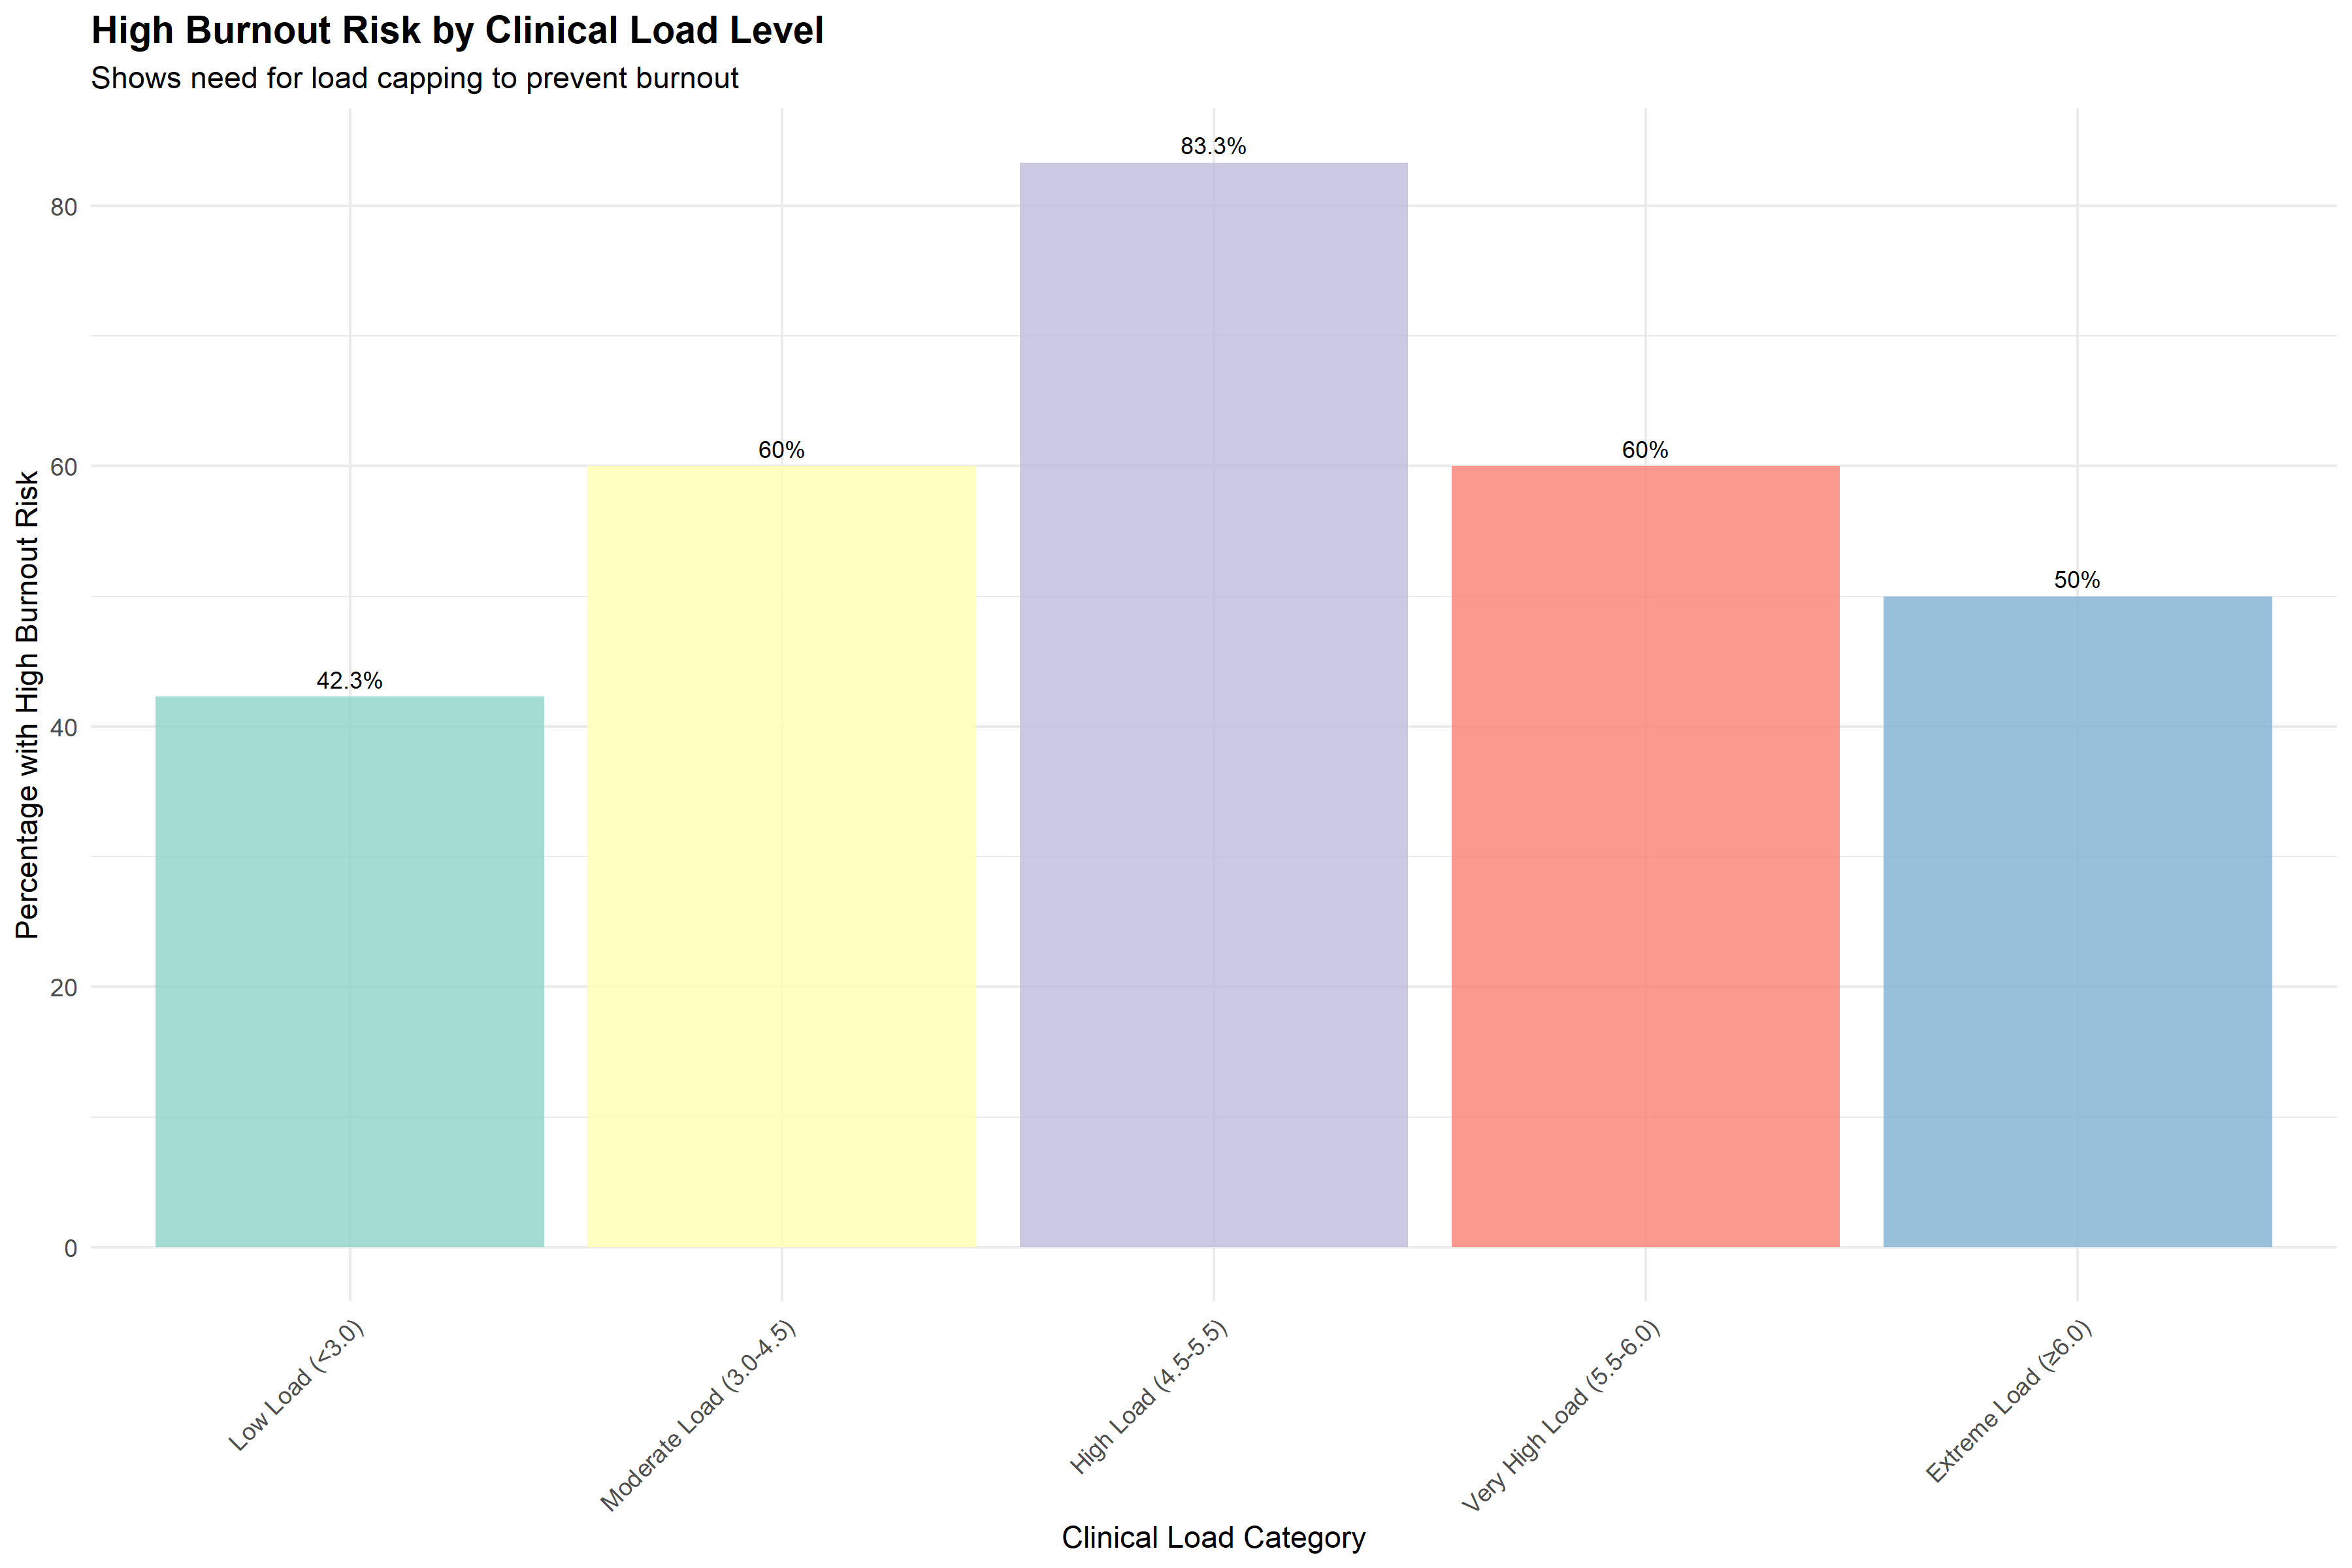 High Burnout Risk by Clinical Load Level
Shows need for load capping to prevent burnout
Percentage with High Burnout Risk
80
60
40
20
0
42.3%
60%
83.3%
60%
50%
Low Load (<3.0)
Moderate Load (3.0-4.5)
High Load (4.5-5.5)
Very High Load (5.5-6.0)
Extreme Load (≥6.0)
Clinical Load Category